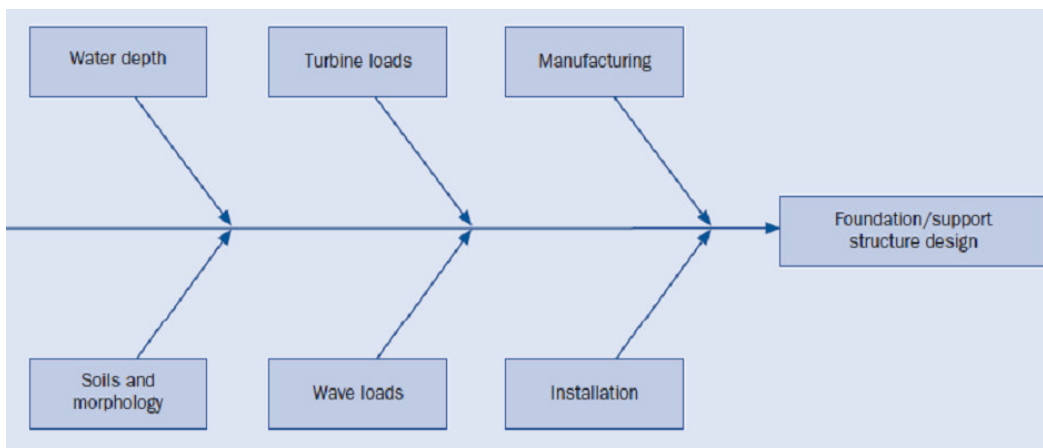 Water depth
Turbine loads
Manufacturing
Foundation/support
structure design
Soils and
morphology
Wave loads
Installation